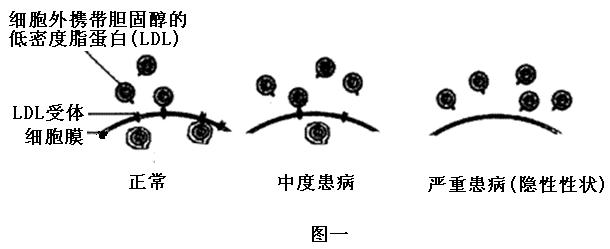 细胞外携带胆固醇的
低密度脂蛋白(LDL)
LDL受体
细胞膜
正常
中度患病
严重患病(隐性性状)
图一